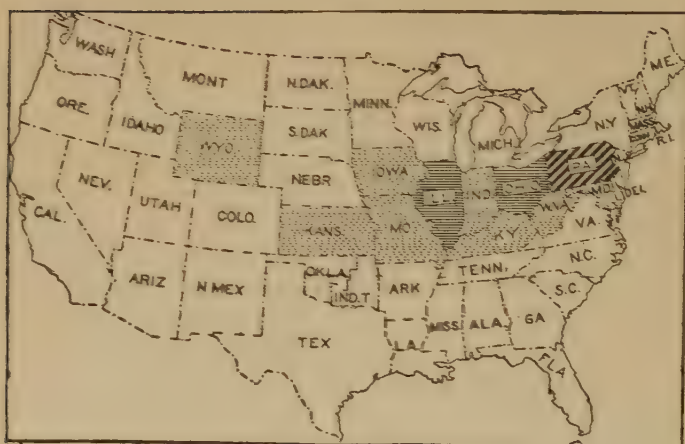 WASH
MONT
N.DAK.
MINN.
ME.
VT.
N.H.
ORE.
IDAHO
S.DAK
WIS.
MICH
N.Y
MASS
R.I.
WYO.
IOWA
NEBR
PA.
NEV.
UTAH
COLO.
ILL
IND.
MD.
DEL
CAL.
KANS.
MO
W.VA
VA.
KY
ARIZ
N MEX
OKLA.
IND.T
ARK
TENN.
N.C.
S.C.
TEX
LA
MISS.
ALA.
GA
FLA